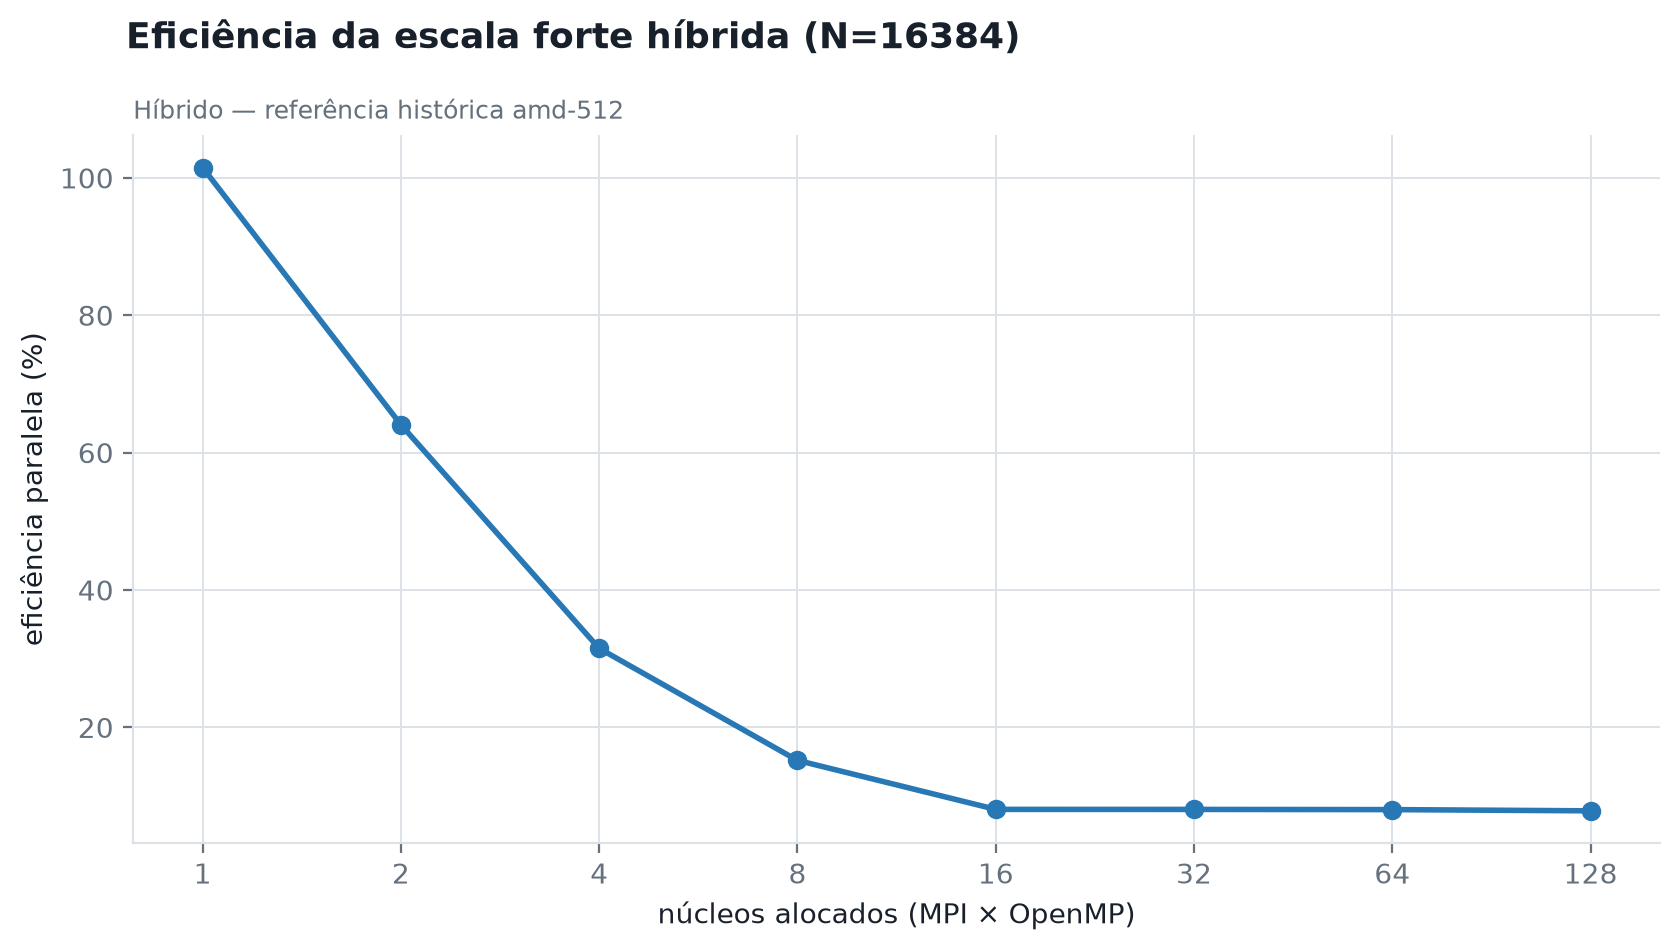 Eficiência da escala forte híbrida (N=16384)
Híbrido — referência histórica amd-512
eficiência paralela (%)
100
80
60
40
20
1 2 4 8 16 32 64 128
núcleos alocados (MPI × OpenMP)